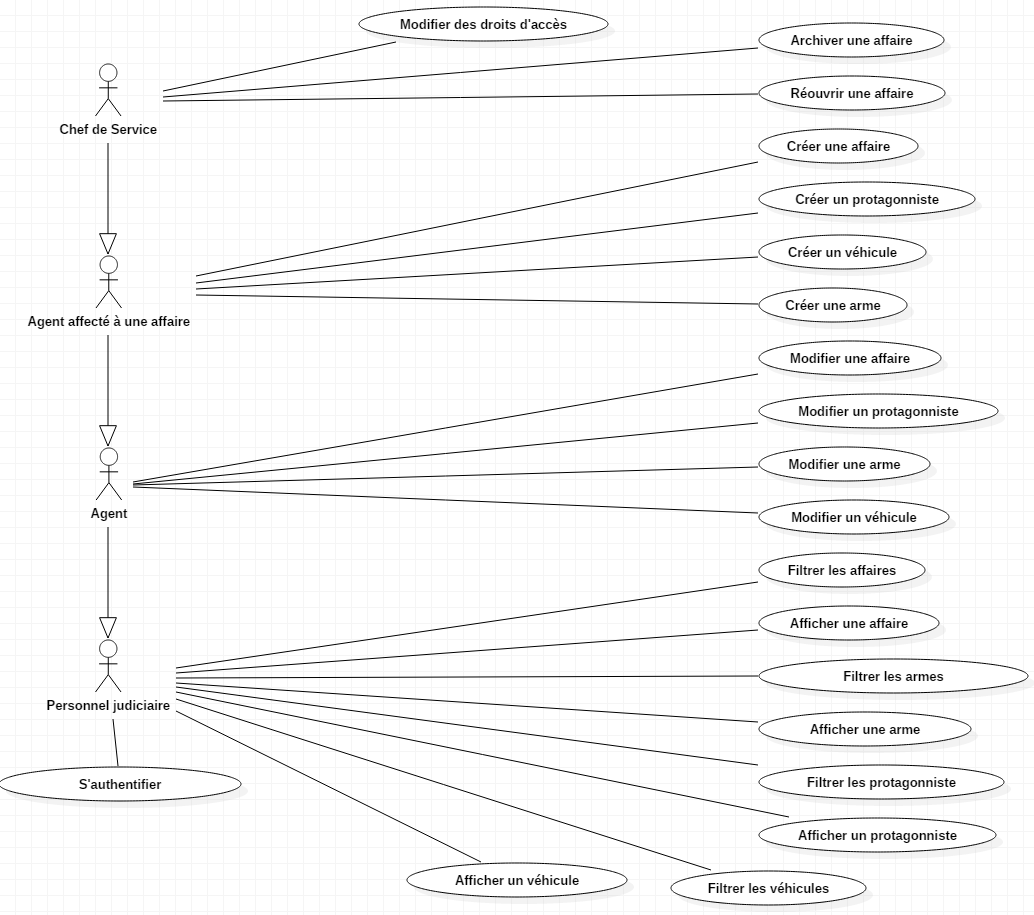 Modifier des droits d'accès
Archiver une affaire
Réouvrir une affaire
Chef de Service
Créer une affaire
Créer un protagonniste
Créer un véhicule
Créer une arme
Agent affecté à une affaire
Modifier une affaire
Modifier un protagonniste
Modifier une arme
Agent
Modifier un véhicule
Filtrer les affaires
Afficher une affaire
Filtrer les armes
Personnel judiciaire
Afficher une arme
Filtrer les protagonniste
S'authentifier
Afficher un protagonniste
Afficher un véhicule
Filtrer les véhicules